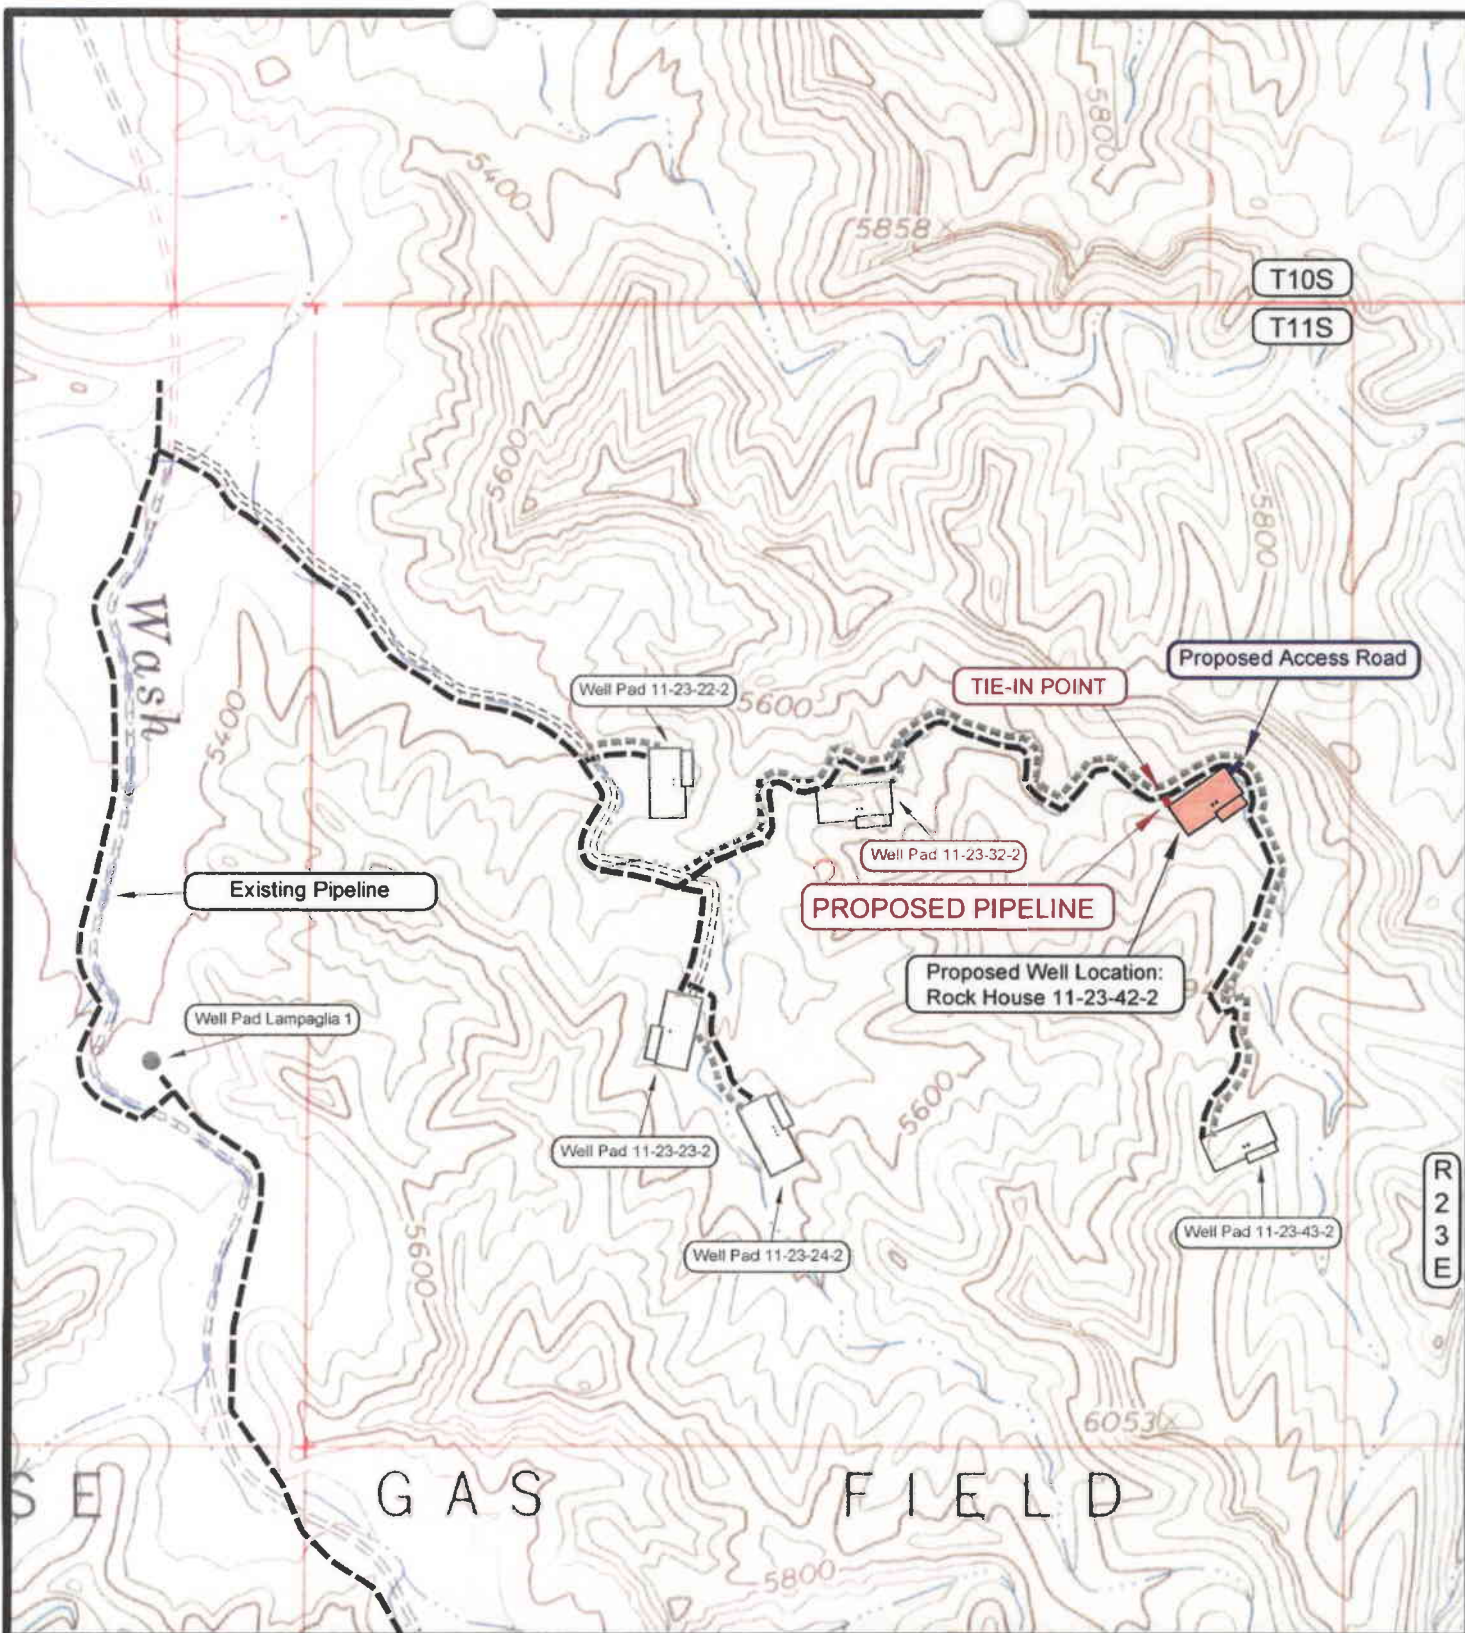 5400
5800
5858
T10S
T11S
5600
5800
Wash
5400
Well Pad 11-23-22-2
5600
TIE-IN POINT
Proposed Access Road
Well Pad 11-23-32-2
Existing Pipeline
PROPOSED PIPELINE
Proposed Well Location:
Rock House 11-23-42-2
Well Pad Lampaglia 1
5600
Well Pad 11-23-23-2
Well Pad 11-23-24-2
Well Pad 11-23-43-2
R
2
3
E
5600
6053
SE GAS FIELD
5800